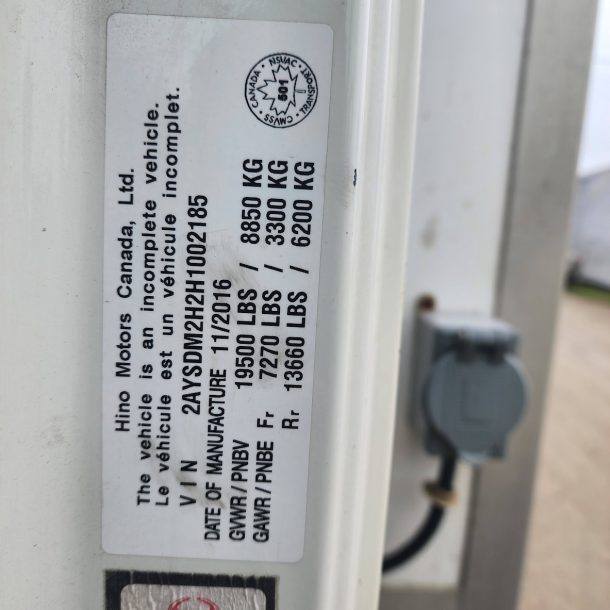 Hino Motors Canada, Ltd.
The vehicle is an incomplete vehicle.
Le véhicule est un véhicule incomplet.
VIN 2AYSDM2H2H1002185
DATE OF MANUFACTURE 11/2016
GVWR/PNBV 19500 LBS / 8850 KG
GAWR/PNBE Fr 7270 LBS / 3300 KG
Rr 13660 LBS / 6200 KG
CANADA · NSVAC · TRANSPORT · CMVSS
501